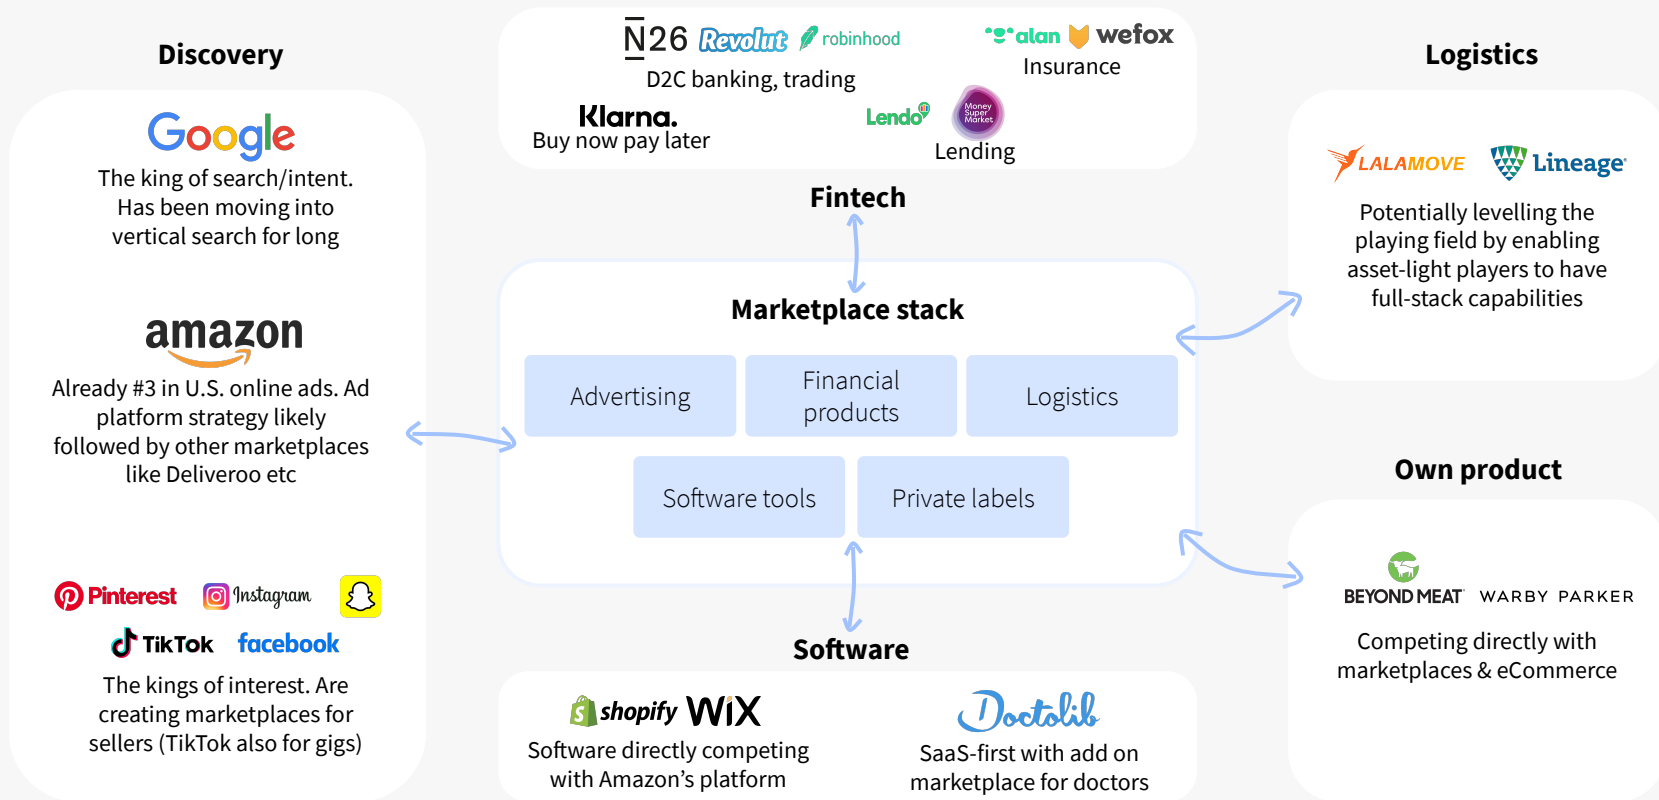 Discovery
Google
The king of search/intent.
Has been moving into
vertical search for long
amazon
Already #3 in U.S. online ads. Ad
platform strategy likely
followed by other marketplaces
like Deliveroo etc
Pinterest Instagram
TikTok facebook
The kings of interest. Are
creating marketplaces for
sellers (TikTok also for gigs)
N26 Revolut robinhood
D2C banking, trading
alan wefox
Insurance
Klarna.
Buy now pay later
Lendo Money
Super
Market
Lending
Fintech
Marketplace stack
Advertising
Financial
products
Logistics
Software tools
Private labels
Software
shopify WiX
Software directly competing
with Amazon’s platform
Doctolib
SaaS-first with add on
marketplace for doctors
Logistics
LALAMOVE Lineage
Potentially levelling the
playing field by enabling
asset-light players to have
full-stack capabilities
Own product
BEYOND MEAT WARBY PARKER
Competing directly with
marketplaces & eCommerce